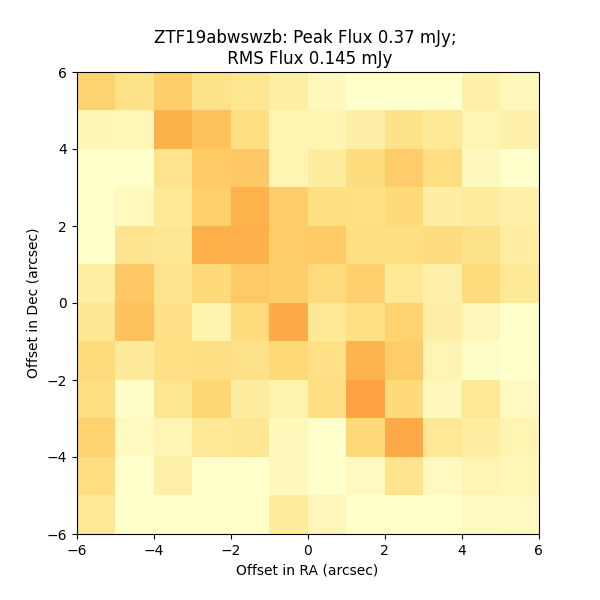 ZTF19abwswzb: Peak Flux 0.37 mJy;
RMS Flux 0.145 mJy
6
4
2
0
−2
−4
−6
Offset in Dec (arcsec)
−6 −4 −2 0 2 4 6
Offset in RA (arcsec)